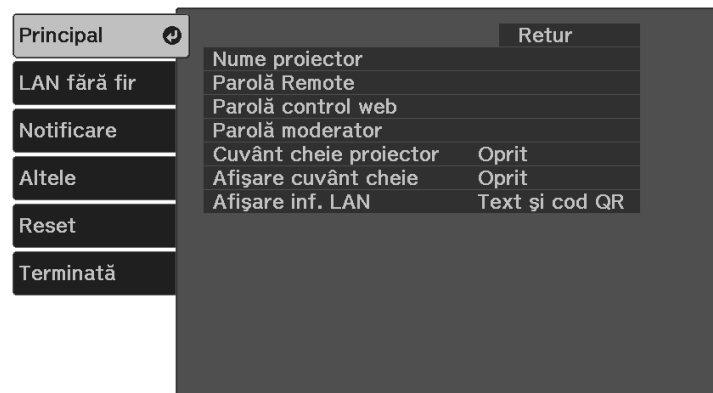 Principal
LAN fără fir
Notificare
Altele
Reset
Terminată
Retur
Nume proiector
Parolă Remote
Parolă control web
Parolă moderator
Cuvânt cheie proiector Oprit
Afişare cuvânt cheie Oprit
Afişare inf. LAN Text şi cod QR